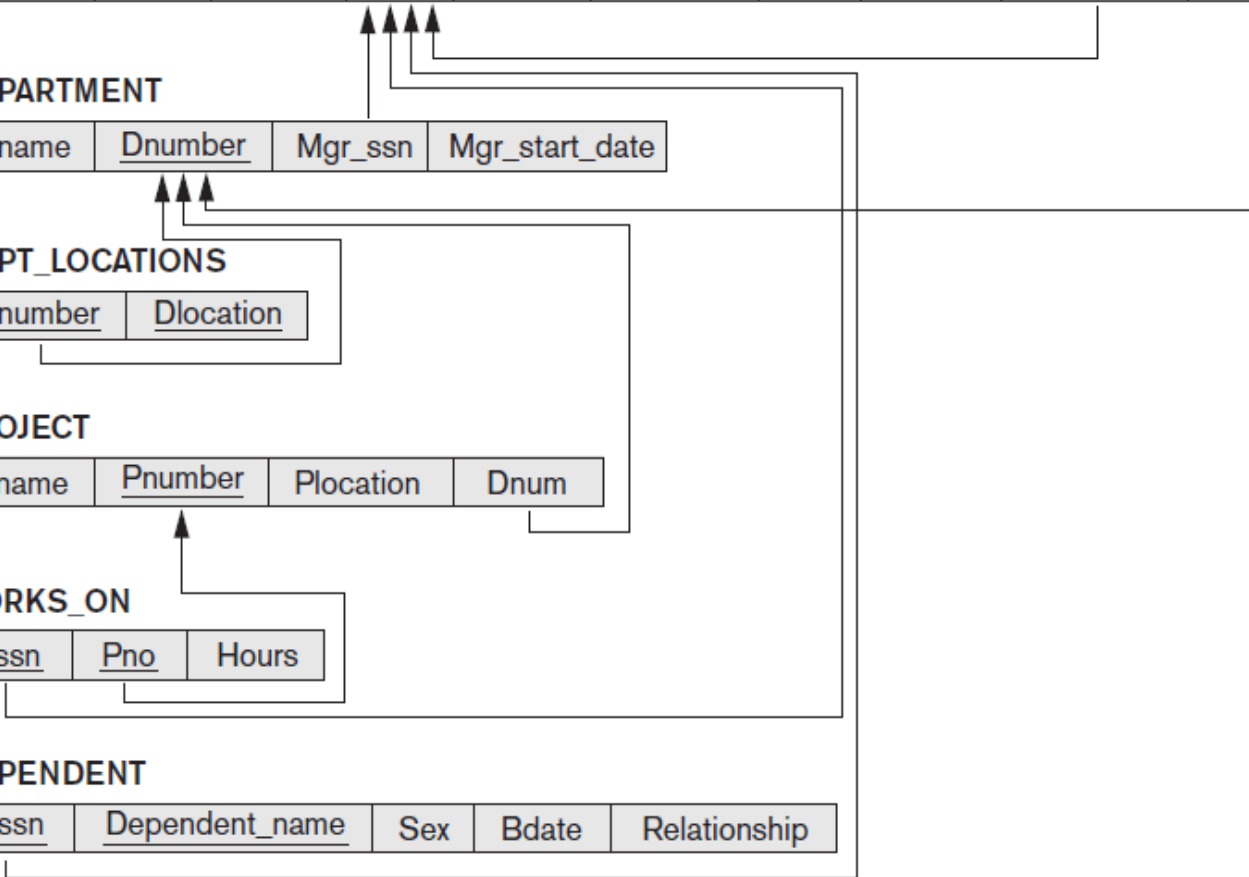 PARTMENT
name Dnumber Mgr_ssn Mgr_start_date
PT_LOCATIONS
number Dlocation
OJECT
name Pnumber Plocation Dnum
ORKS_ON
ssn Pno Hours
PENDENT
ssn Dependent_name Sex Bdate Relationship